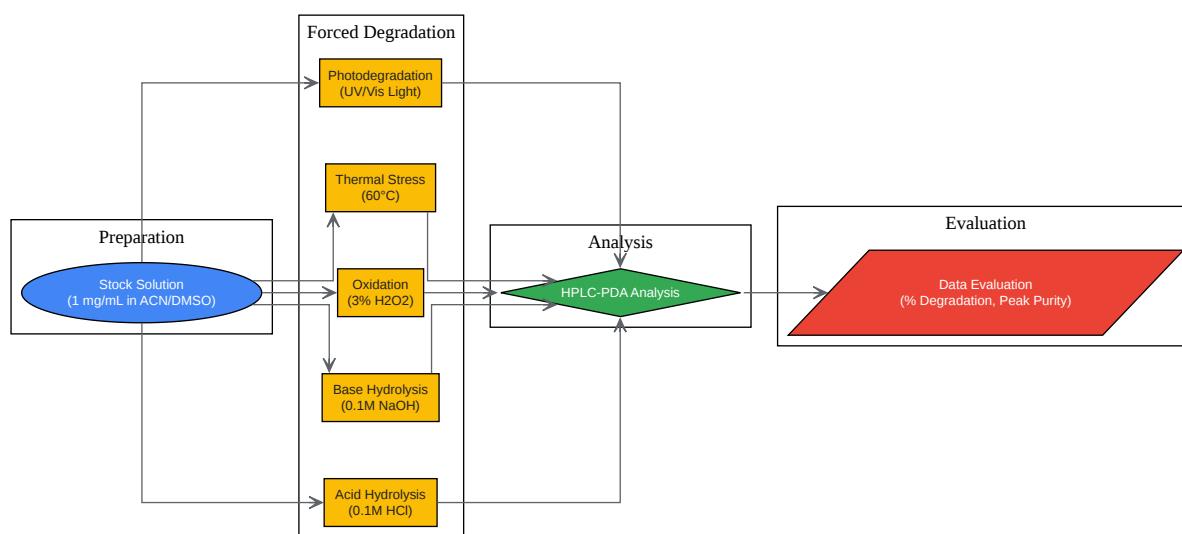 Forced Degradation
Photodegradation
(UV/Vis Light)
Thermal Stress
(60°C)
Preparation
Stock Solution
(1 mg/mL in ACN/DMSO)
Oxidation
(3% H2O2)
Base Hydrolysis
(0.1M NaOH)
Acid Hydrolysis
(0.1M HCl)
Analysis
HPLC-PDA Analysis
Evaluation
Data Evaluation
(% Degradation, Peak Purity)